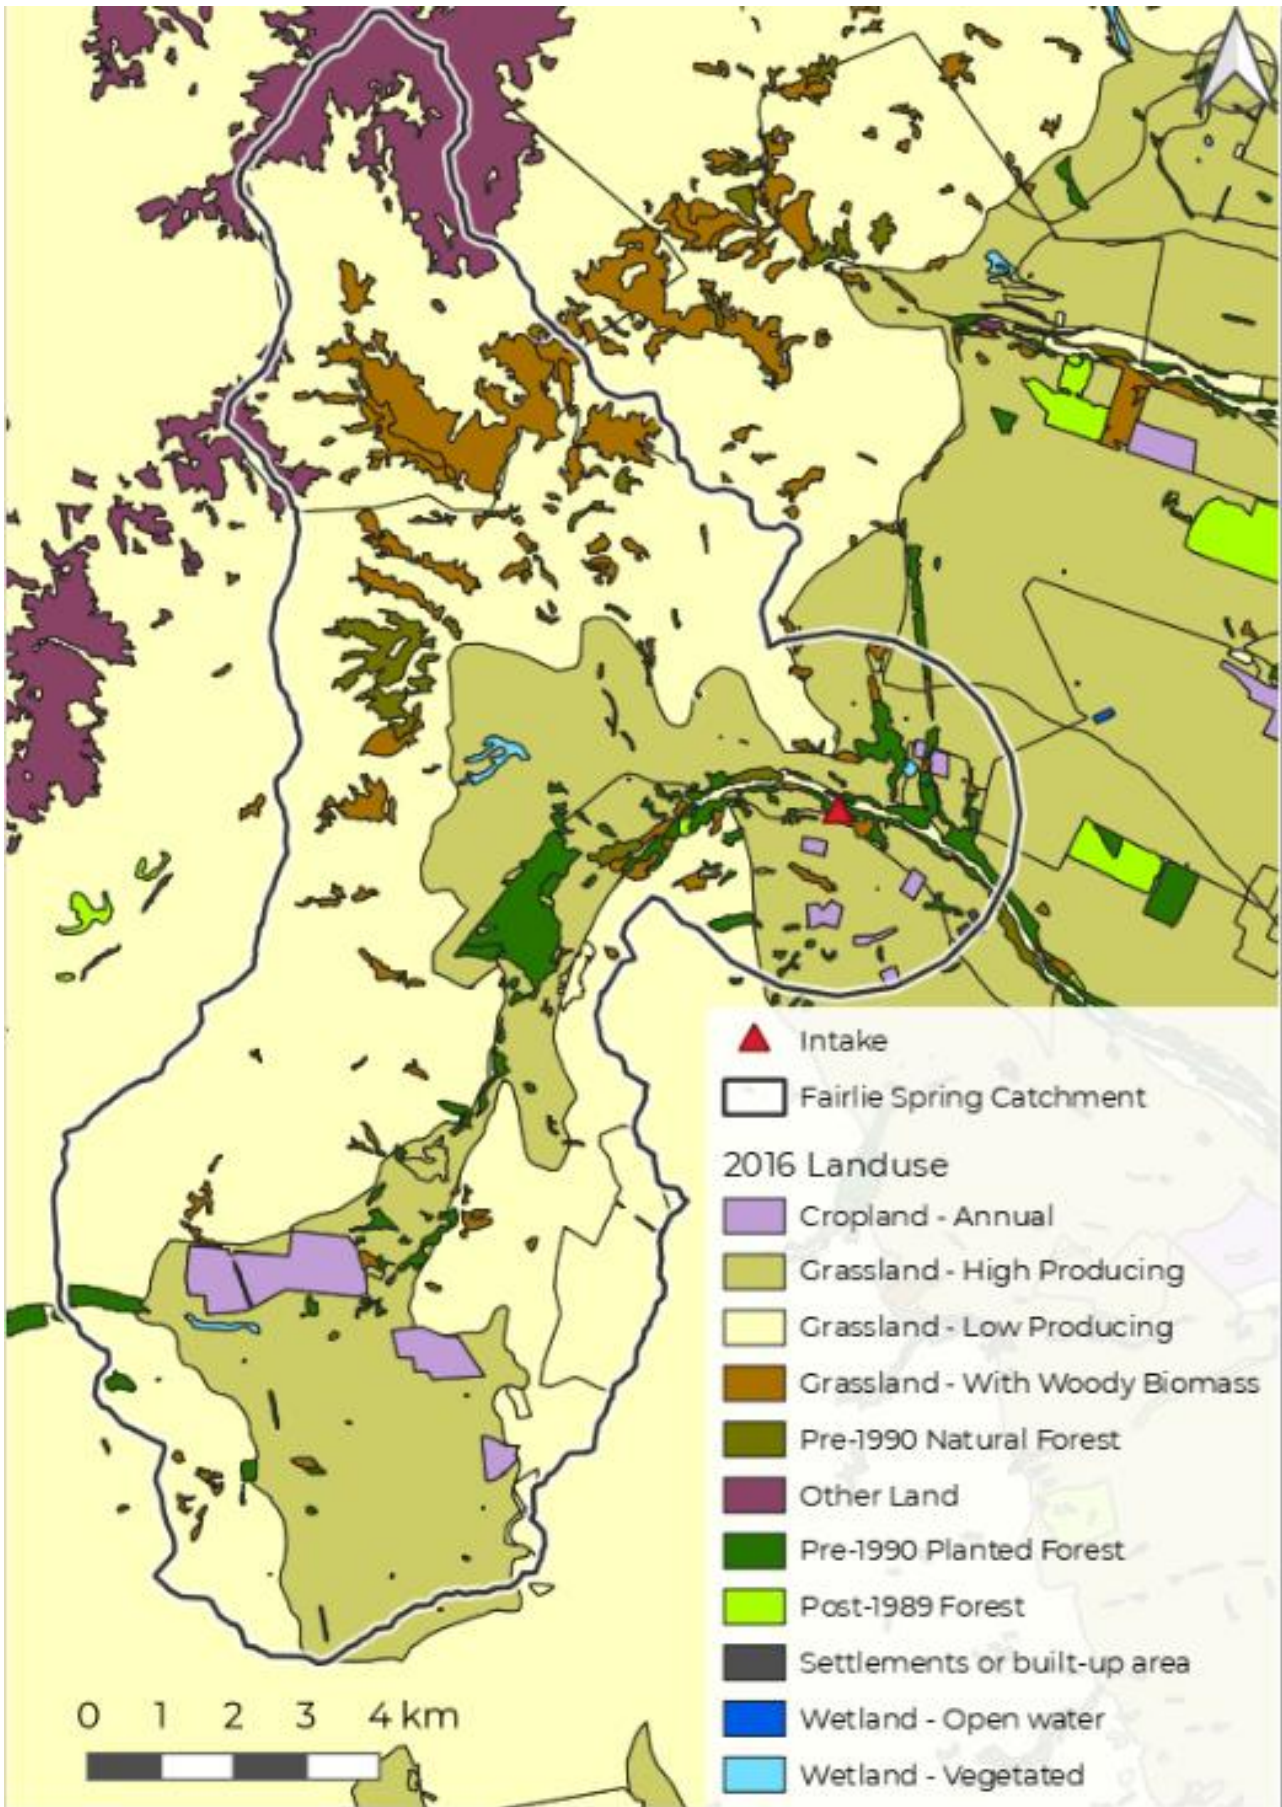 Intake
Fairlie Spring Catchment
2016 Landuse
Cropland - Annual
Grassland - High Producing
Grassland - Low Producing
Grassland - With Woody Biomass
Pre-1990 Natural Forest
Other Land
Pre-1990 Planted Forest
Post-1989 Forest
Settlements or built-up area
Wetland - Open water
Wetland - Vegetated
0 1 2 3 4 km